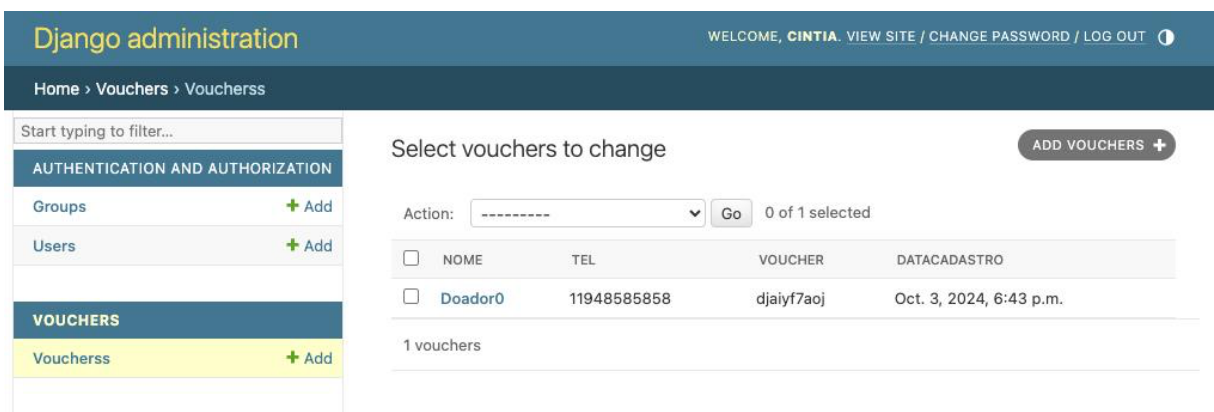 Django administration
WELCOME, CINTIA. VIEW SITE / CHANGE PASSWORD / LOG OUT
Home › Vouchers › Voucherss
Start typing to filter...
AUTHENTICATION AND AUTHORIZATION
Groups + Add
Users + Add
VOUCHERS
Voucherss + Add
Select vouchers to change
ADD VOUCHERS +
Action: --------- Go 0 of 1 selected
NOME TEL VOUCHER DATACADASTRO
Doador0 11948585858 djaiyf7aoj Oct. 3, 2024, 6:43 p.m.
1 vouchers